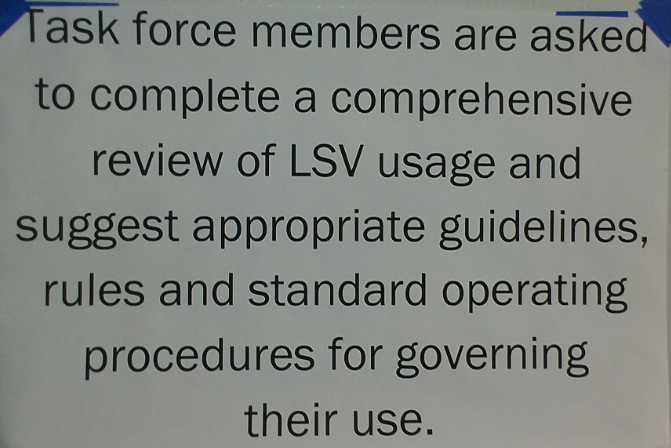 Task force members are asked
to complete a comprehensive
review of LSV usage and
suggest appropriate guidelines,
rules and standard operating
procedures for governing
their use.